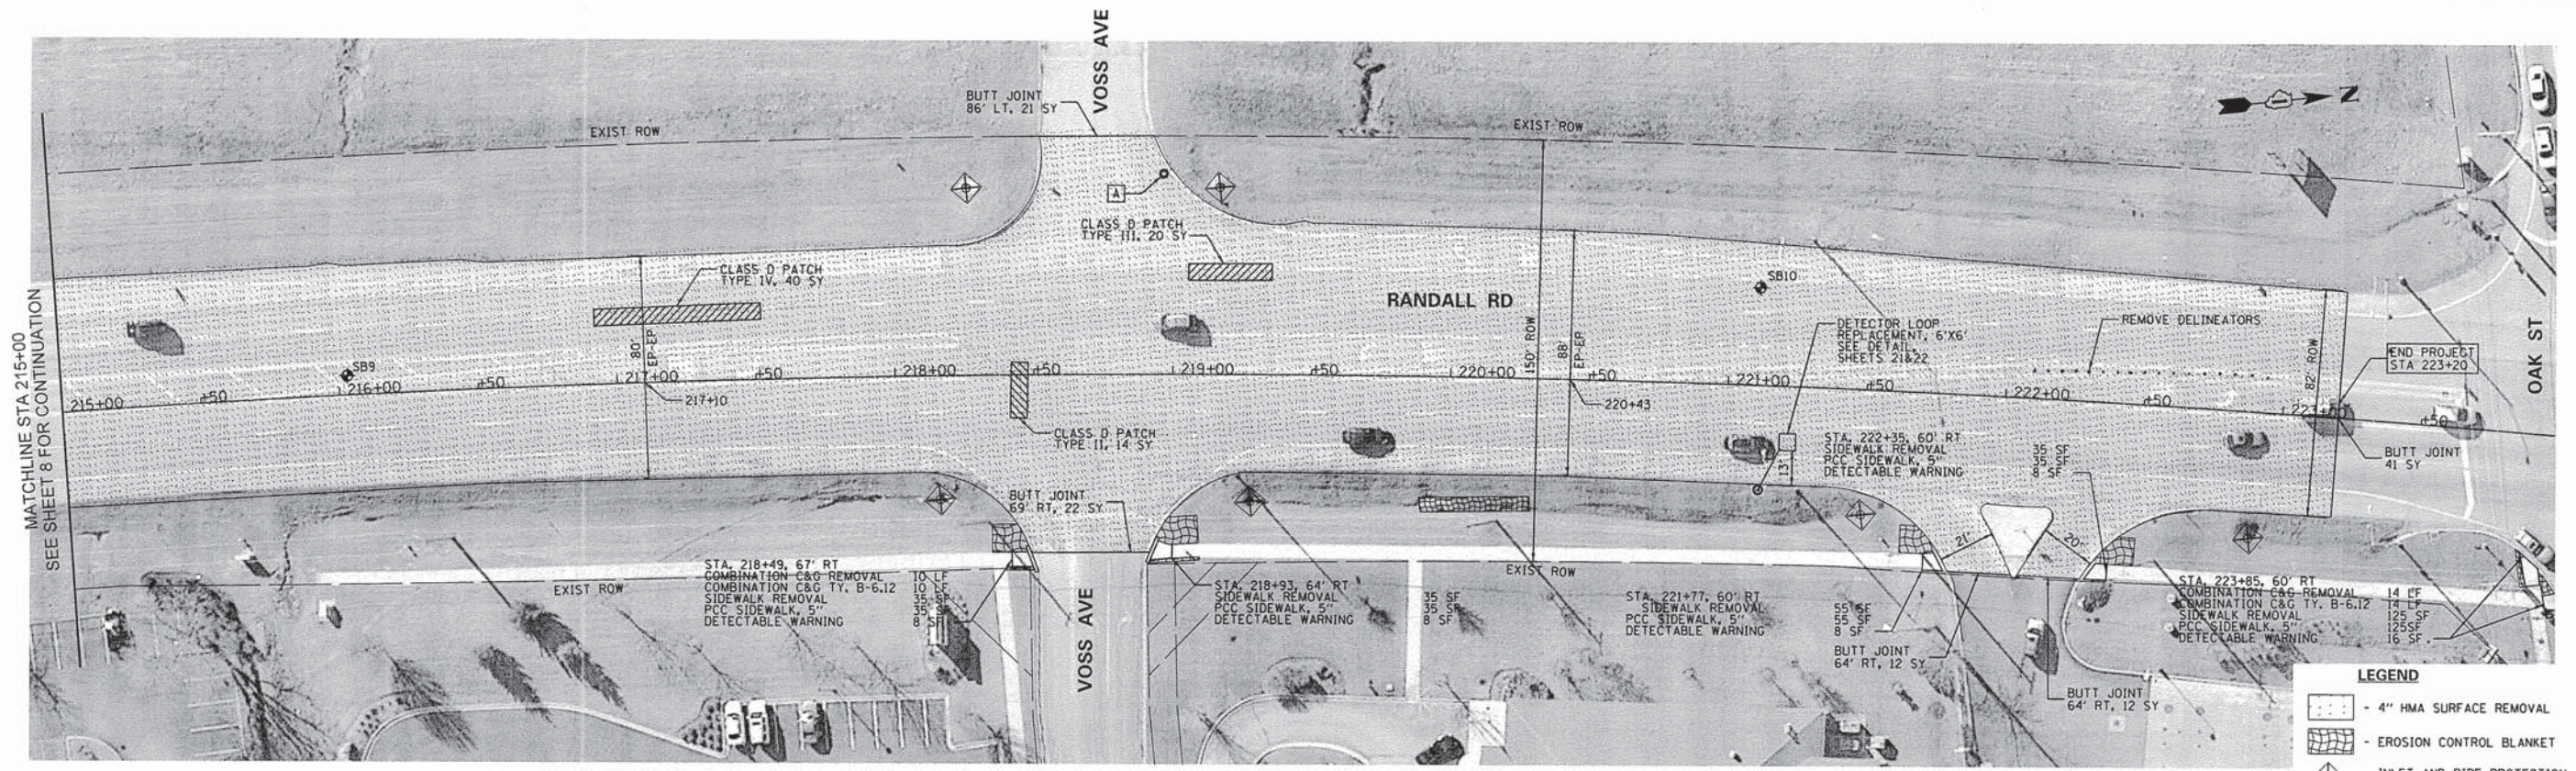 VOSS AVE
BUTT JOINT
86' LT, 21 SY
EXIST ROW
EXIST ROW
N
A
CLASS D PATCH
TYPE III, 20 SY
CLASS D PATCH
TYPE IV, 40 SY
RANDALL RD
SB10
DETECTOR LOOP
REPLACEMENT, 6'X6'
SEE DETAIL,
SHEETS 21&22
REMOVE DELINEATORS
END PROJECT
STA 223+20
OAK ST
MATCHLINE STA 215+00
SEE SHEET 8 FOR CONTINUATION
80'
EP-EP
150' ROW
88'
EP-EP
82' ROW
SB9
215+00
+50
216+00
+50
217+00
+50
218+00
+50
219+00
+50
220+00
+50
221+00
+50
222+00
+50
223+00
+50
217+10
220+43
CLASS D PATCH
TYPE II, 14 SY
13'
STA. 222+35, 60' RT
SIDEWALK REMOVAL 35 SF
PCC SIDEWALK, 5" 35 SF
DETECTABLE WARNING 8 SF
BUTT JOINT
41 SY
BUTT JOINT
69' RT, 22 SY
21'
20'
EXIST ROW
EXIST ROW
STA. 218+49, 67' RT
COMBINATION C&G REMOVAL 10 LF
COMBINATION C&G TY. B-6.12 10 LF
SIDEWALK REMOVAL 35 SF
PCC SIDEWALK, 5" 35 SF
DETECTABLE WARNING 8 SF
VOSS AVE
STA. 218+93, 64' RT
SIDEWALK REMOVAL 35 SF
PCC SIDEWALK, 5" 35 SF
DETECTABLE WARNING 8 SF
STA. 221+77, 60' RT
SIDEWALK REMOVAL 55 SF
PCC SIDEWALK, 5" 55 SF
DETECTABLE WARNING 8 SF
BUTT JOINT
64' RT, 12 SY
BUTT JOINT
64' RT, 12 SY
STA. 223+85, 60' RT
COMBINATION C&G REMOVAL 14 LF
COMBINATION C&G TY. B-6.12 14 LF
SIDEWALK REMOVAL 125 SF
PCC SIDEWALK, 5" 125SF
DETECTABLE WARNING 16 SF
LEGEND
- 4" HMA SURFACE REMOVAL
- EROSION CONTROL BLANKET
- INLET AND PIPE PROTECTION